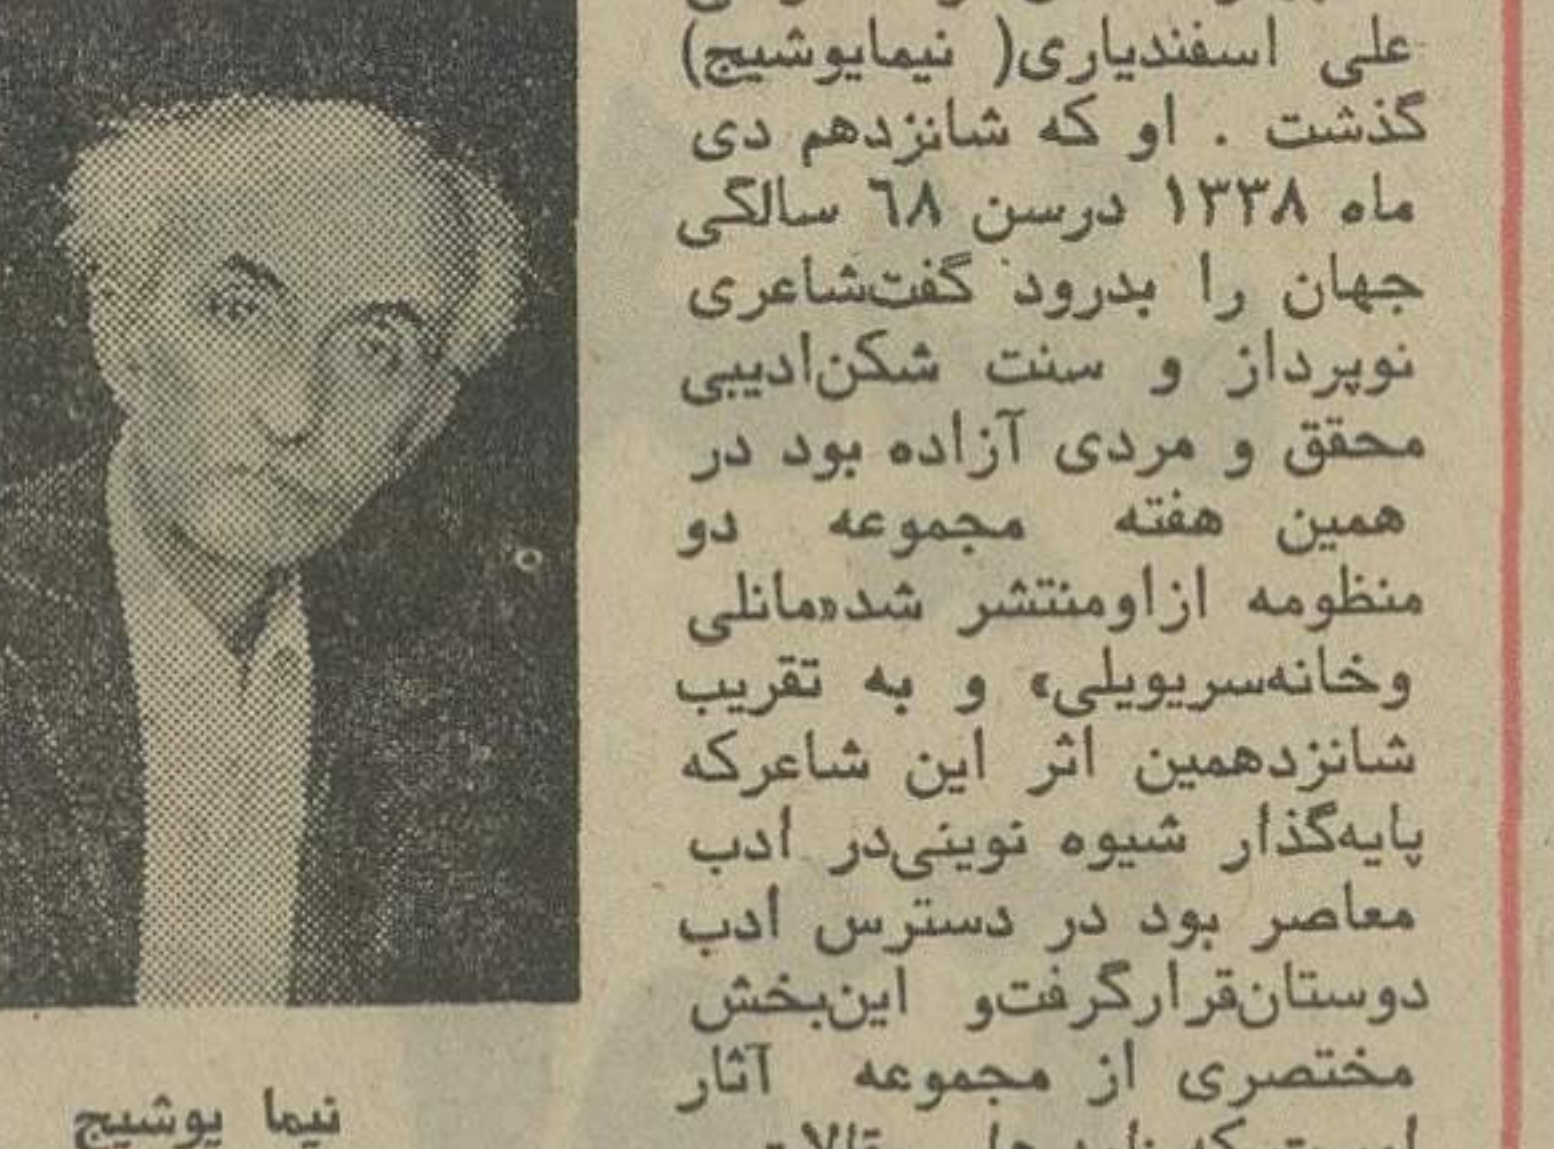 علی اسفندیاری( نیمایوشیج)
گذشت . او که شانزدهم دی
ماه ۱۳۳۸ درسن ٦۸ سالگی
جهان را بدرود گفت‌شاعری
نوپرداز و سنت شکن‌ادیبی
محقق و مردی آزاده بود در
همین هفته مجموعه دو
منظومه ازاومنتشر شد«مانلی
وخانه‌سریویلی» و به تقریب
شانزدهمین اثر این شاعرکه
پایه‌گذار شیوه نوینی‌در ادب
معاصر بود در دسترس ادب
دوستان‌قرارگرفت‌و این‌بخش
مختصری از مجموعه آثار
نیما یوشیج